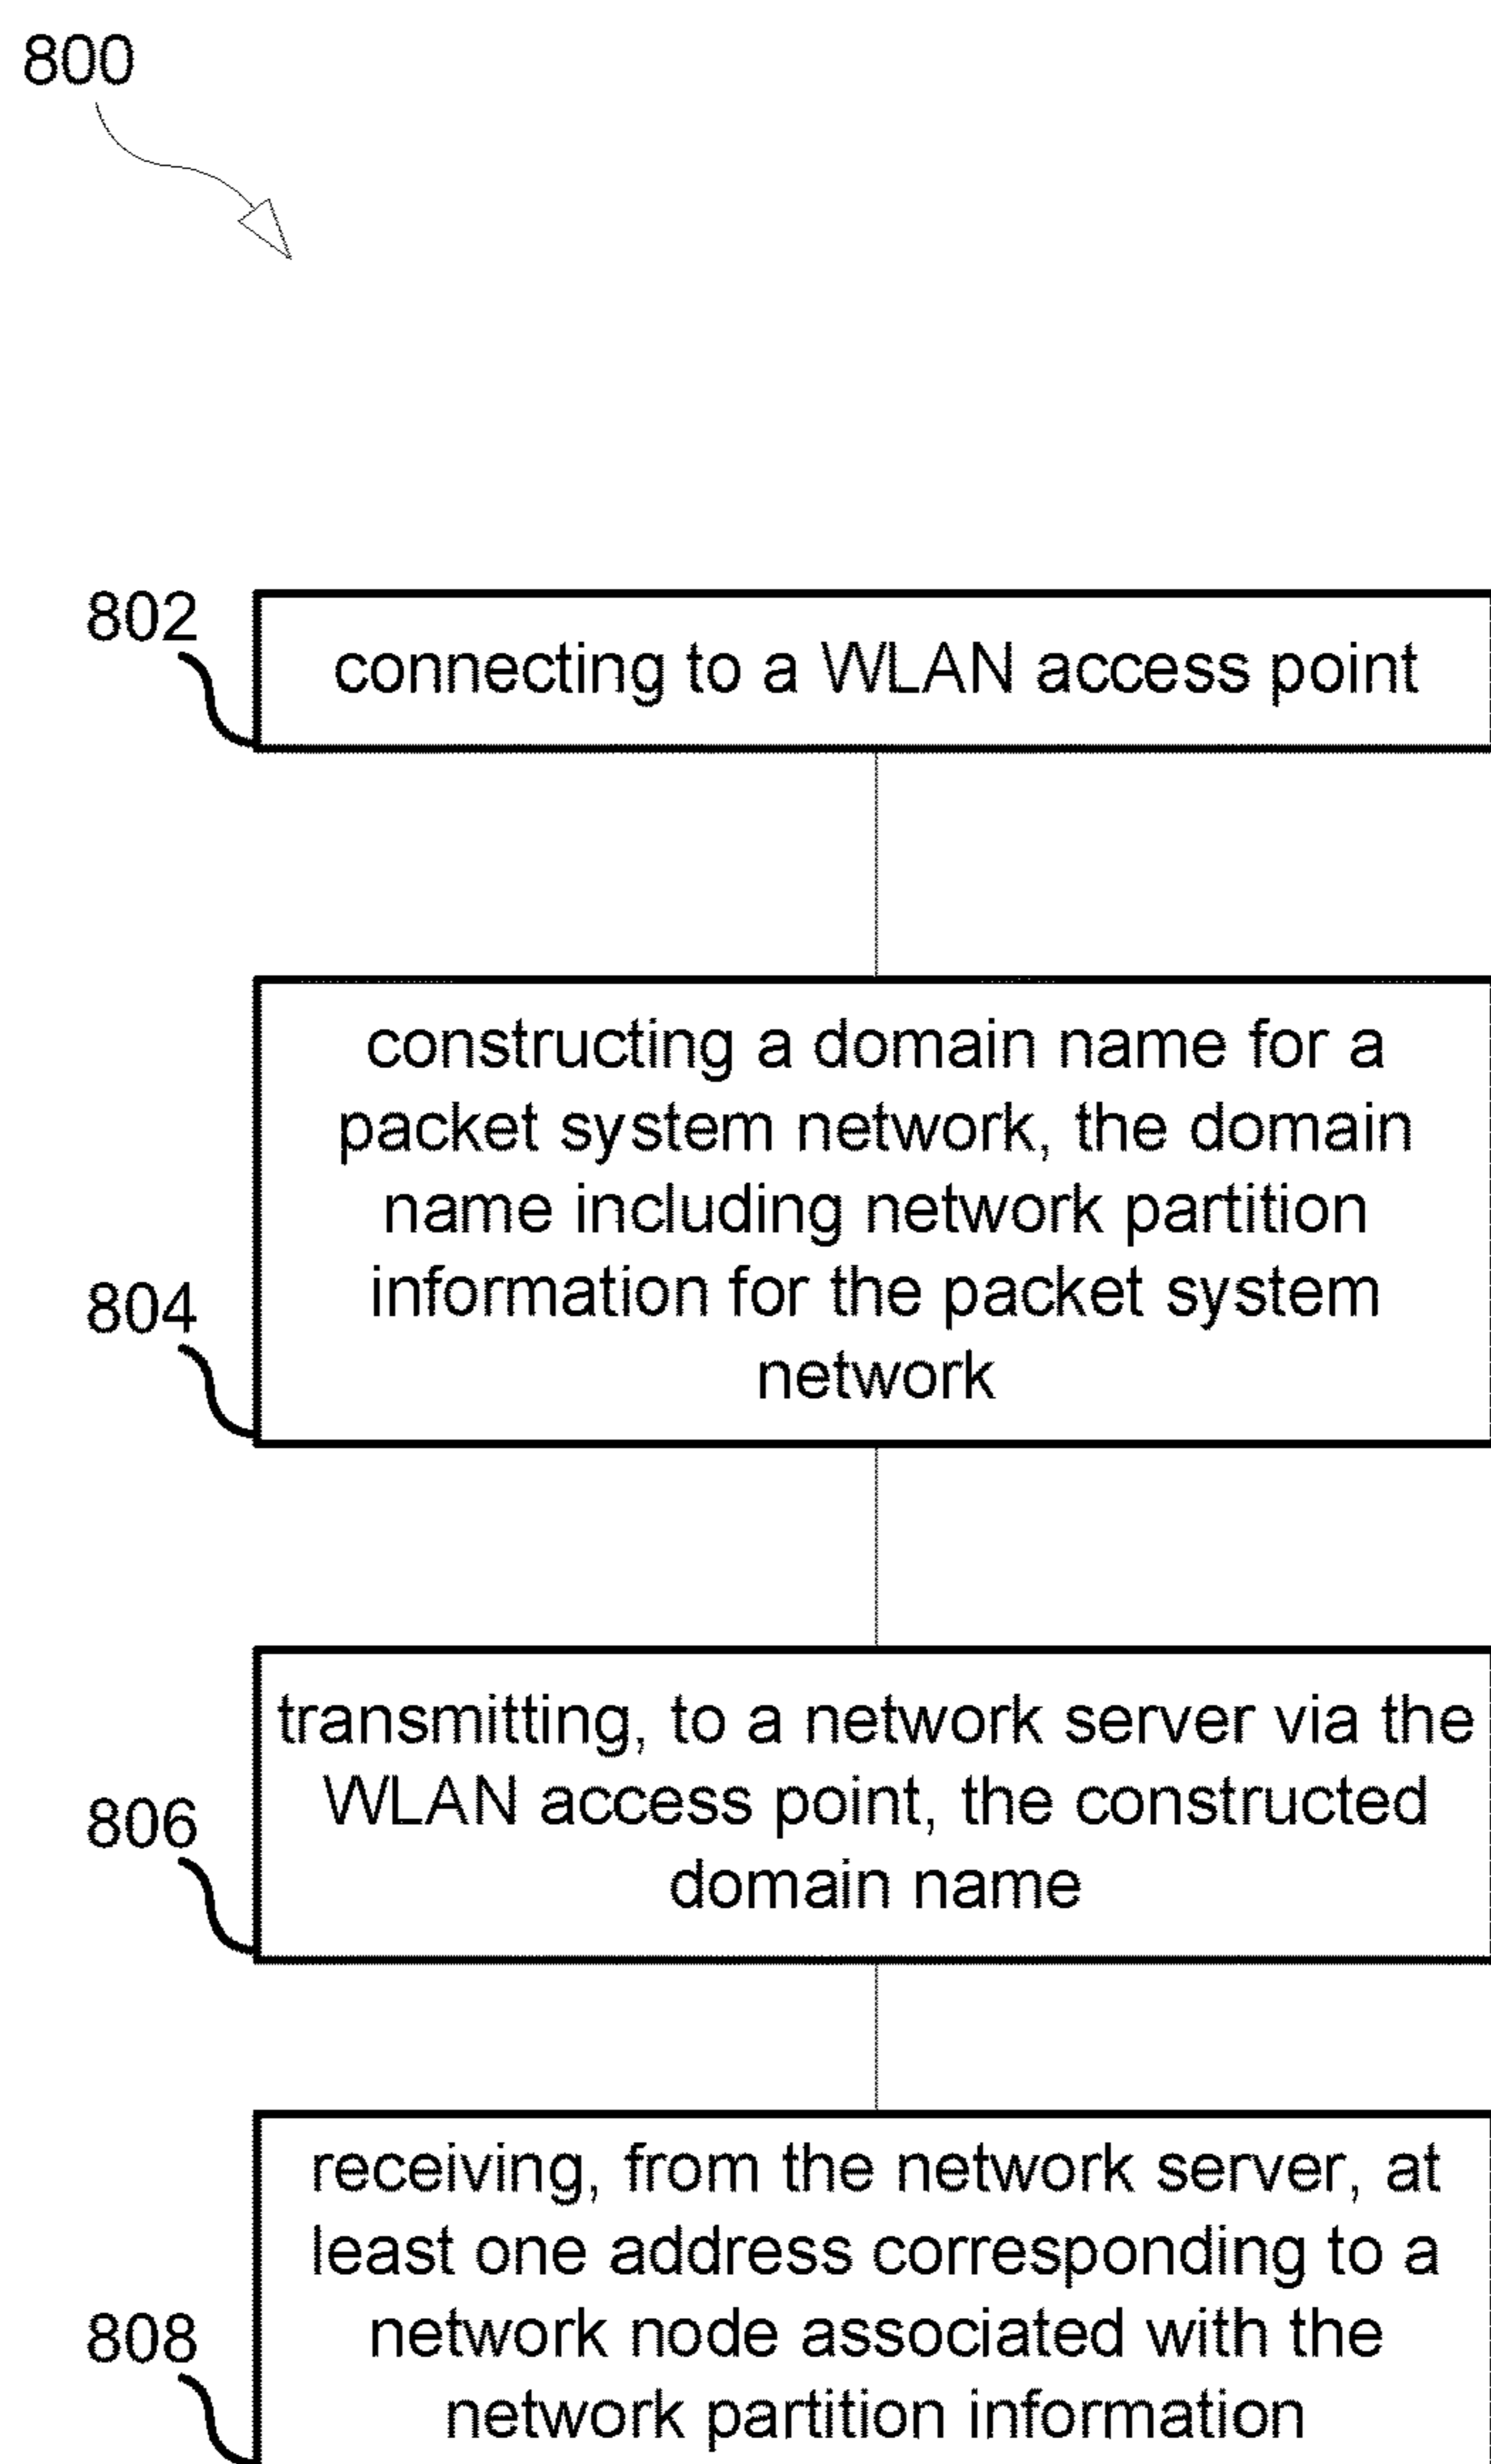 800
802
connecting to a WLAN access point
constructing a domain name for a
packet system network, the domain
name including network partition
information for the packet system
network
804
transmitting, to a network server via the
WLAN access point, the constructed
domain name
806
receiving, from the network server, at
least one address corresponding to a
network node associated with the
network partition information
808